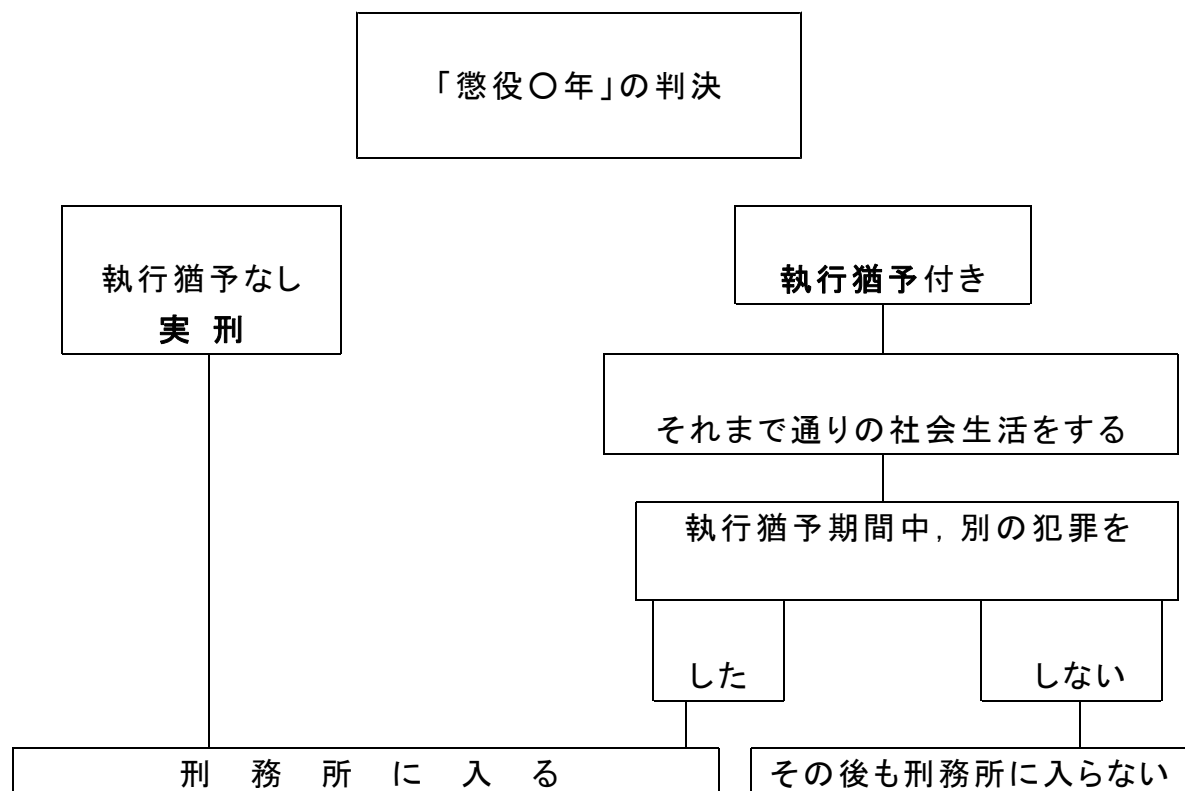 「懲役〇年」の判決
執行猶予なし
実 刑
執行猶予付き
それまで通りの社会生活をする
執行猶予期間中，別の犯罪を
した
しない
刑 務 所 に 入 る
その後も刑務所に入らない